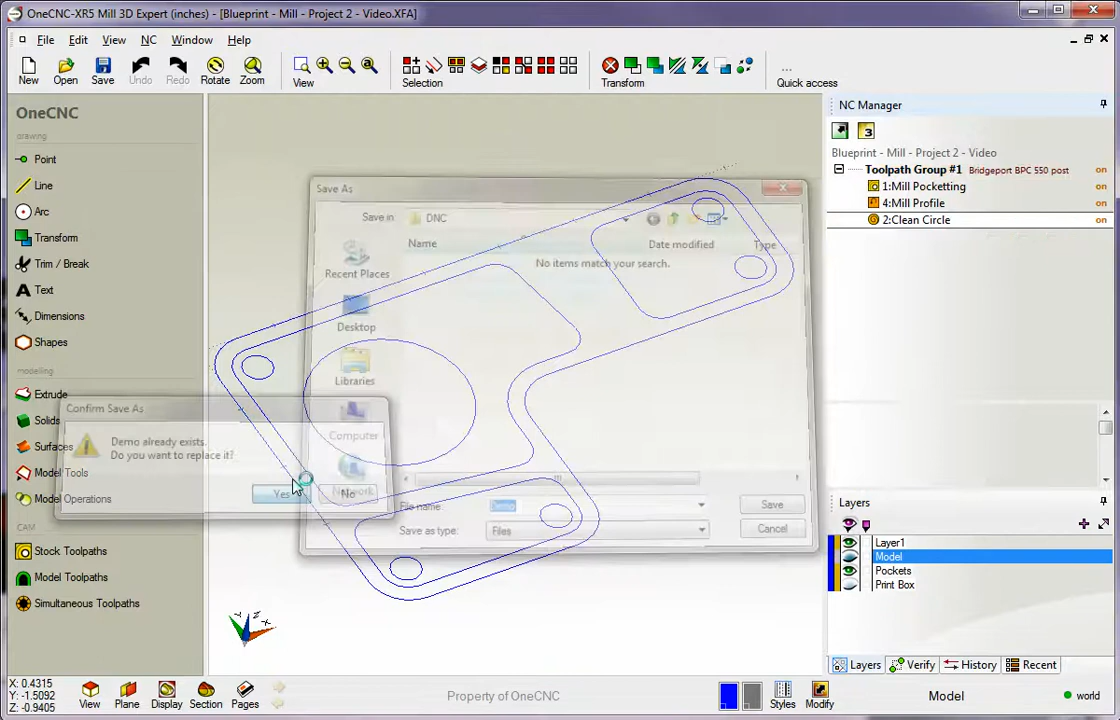 OneCNC-XR5 Mill 3D Expert (inches) - [Blueprint - Mill - Project 2 - Video.XFA]
File Edit View NC Window Help
New Open Save Undo Redo Rotate Zoom View Selection Transform Quick access
OneCNC
drawing
Point
Line
Arc
Transform
Trim / Break
Text
Dimensions
Shapes
modeling
Extrude
Solids
Surfaces
Model Tools
Model Operations
CAM
Stock Toolpaths
Model Toolpaths
Simultaneous Toolpaths
Save As
Save in DNC
Name Date modified Type
No items match your search.
Recent Places
Desktop
Libraries
Computer
Network
File name: Demo Save
Save as type: Files Cancel
Confirm Save As
Demo already exists.
Do you want to replace it?
Yes No
NC Manager
3
Blueprint - Mill - Project 2 - Video
Toolpath Group #1 Bridgeport BPC 550 post on
1:Mill Pocketting on
4:Mill Profile on
2:Clean Circle on
Layers
Layer1
Model
Pockets
Print Box
Layers Verify History Recent
Y Z X
X: 0.4315
Y: -1.5092
Z: -0.9405
View Plane Display Section Pages
Property of OneCNC
Styles Modify
Model
world